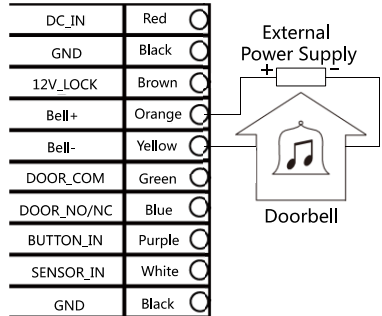 DC_IN Red
GND Black
12V_LOCK Brown
Bell+ Orange
Bell- Yellow
DOOR_COM Green
DOOR_NO/NC Blue
BUTTON_IN Purple
SENSOR_IN White
GND Black
External
Power Supply
+ -
Doorbell